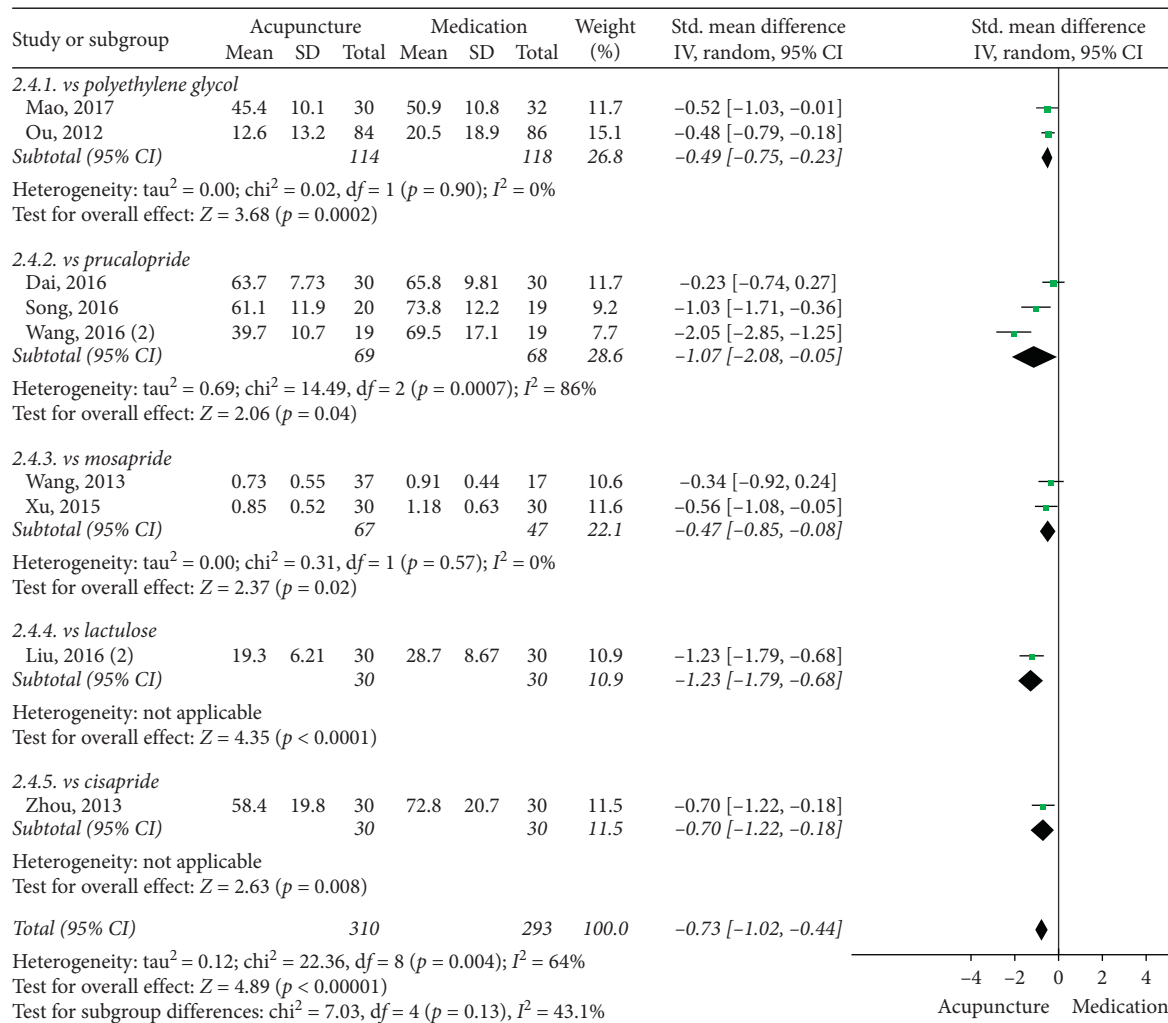 Study or subgroup Acupuncture Medication Weight (%) Std. mean difference IV, random, 95% CI Std. mean difference IV, random, 95% CI
Mean SD Total Mean SD Total
2.4.1. vs polyethylene glycol
Mao, 2017 45.4 10.1 30 50.9 10.8 32 11.7 –0.52 [–1.03, –0.01]
Ou, 2012 12.6 13.2 84 20.5 18.9 86 15.1 –0.48 [–0.79, –0.18]
Subtotal (95% CI) 114 118 26.8 –0.49 [–0.75, –0.23]
Heterogeneity: tau² = 0.00; chi² = 0.02, df = 1 (p = 0.90); I² = 0%
Test for overall effect: Z = 3.68 (p = 0.0002)
2.4.2. vs prucalopride
Dai, 2016 63.7 7.73 30 65.8 9.81 30 11.7 –0.23 [–0.74, 0.27]
Song, 2016 61.1 11.9 20 73.8 12.2 19 9.2 –1.03 [–1.71, –0.36]
Wang, 2016 (2) 39.7 10.7 19 69.5 17.1 19 7.7 –2.05 [–2.85, –1.25]
Subtotal (95% CI) 69 68 28.6 –1.07 [–2.08, –0.05]
Heterogeneity: tau² = 0.69; chi² = 14.49, df = 2 (p = 0.0007); I² = 86%
Test for overall effect: Z = 2.06 (p = 0.04)
2.4.3. vs mosapride
Wang, 2013 0.73 0.55 37 0.91 0.44 17 10.6 –0.34 [–0.92, 0.24]
Xu, 2015 0.85 0.52 30 1.18 0.63 30 11.6 –0.56 [–1.08, –0.05]
Subtotal (95% CI) 67 47 22.1 –0.47 [–0.85, –0.08]
Heterogeneity: tau² = 0.00; chi² = 0.31, df = 1 (p = 0.57); I² = 0%
Test for overall effect: Z = 2.37 (p = 0.02)
2.4.4. vs lactulose
Liu, 2016 (2) 19.3 6.21 30 28.7 8.67 30 10.9 –1.23 [–1.79, –0.68]
Subtotal (95% CI) 30 30 10.9 –1.23 [–1.79, –0.68]
Heterogeneity: not applicable
Test for overall effect: Z = 4.35 (p < 0.0001)
2.4.5. vs cisapride
Zhou, 2013 58.4 19.8 30 72.8 20.7 30 11.5 –0.70 [–1.22, –0.18]
Subtotal (95% CI) 30 30 11.5 –0.70 [–1.22, –0.18]
Heterogeneity: not applicable
Test for overall effect: Z = 2.63 (p = 0.008)
Total (95% CI) 310 293 100.0 –0.73 [–1.02, –0.44]
Heterogeneity: tau² = 0.12; chi² = 22.36, df = 8 (p = 0.004); I² = 64%
Test for overall effect: Z = 4.89 (p < 0.00001)
Test for subgroup differences: chi² = 7.03, df = 4 (p = 0.13), I² = 43.1%
–4 –2 0 2 4
Acupuncture Medication